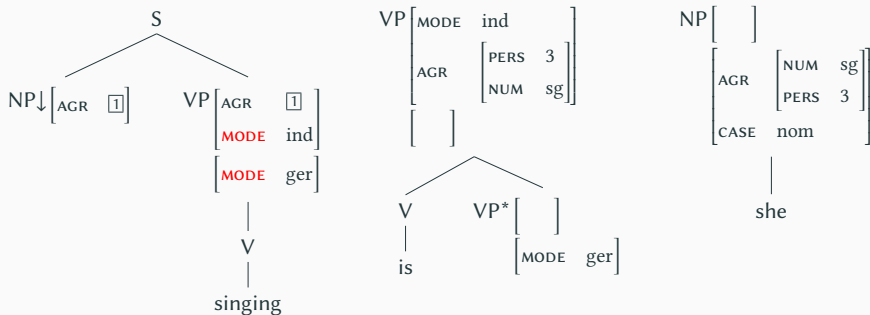 S
NP↓ [AGR 1]
VP [AGR 1
MODE ind]
[MODE ger]
V
singing
VP [MODE ind
AGR [PERS 3
NUM sg]]
[ ]
V
is
VP* [ ]
[MODE ger]
NP [ ]
[AGR [NUM sg
PERS 3]
CASE nom]
she